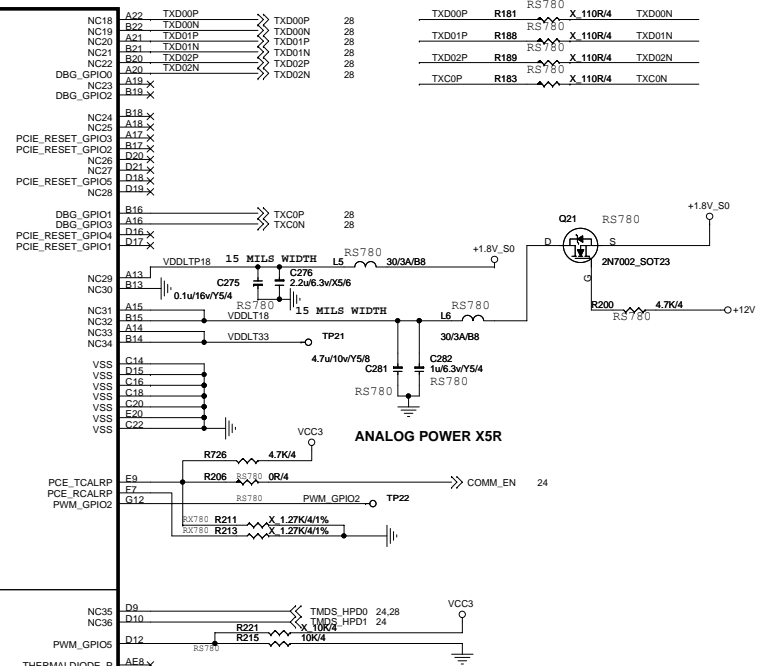 NC18 A22 TXD00P TXD00P 28
NC19 B22 TXD00N TXD00N 28
NC20 A21 TXD01P TXD01P 28
NC21 B21 TXD01N TXD01N 28
NC22 B20 TXD02P TXD02P 28
DBG_GPIO0 A20 TXD02N TXD02N 28
NC23 A19
DBG_GPIO2 B19
RS780
TXD00P R181 X_110R/4 TXD00N
RS780
TXD01P R188 X_110R/4 TXD01N
RS780
TXD02P R189 X_110R/4 TXD02N
RS780
TXC0P R183 X_110R/4 TXC0N
NC24 B18
NC25 A18
PCIE_RESET_GPIO3 A17
PCIE_RESET_GPIO2 B17
NC26 D20
NC27 D21
PCIE_RESET_GPIO5 D18
NC28 D19
DBG_GPIO1 B16 TXC0P 28
DBG_GPIO3 A16 TXC0N 28
PCIE_RESET_GPIO4 D16
PCIE_RESET_GPIO1 D17
+1.8V_S0
Q21 RS780
D S
2N7002_SOT23
G
R200 4.7K/4 +12V
RS780
NC29 A13 VDDLTP18 15 MILS WIDTH L5 RS780 30/3A/B8 +1.8V_S0
NC30 B13
C275 0.1u/16v/Y5/4
C276 2.2u/6.3v/X5/6
RS780
NC31 A15 15 MILS WIDTH
NC32 B15 VDDLT18 L6 RS780
30/3A/B8
NC33 A14
NC34 B14 VDDLT33 TP21
4.7u/10v/Y5/8
C281
C282
1u/6.3v/Y5/4
RS780
RS780
VSS C14
VSS D15
VSS C16
VSS C18
VSS C20
VSS E20
VSS C22
ANALOG POWER X5R
VCC3
R726 4.7K/4
PCE_TCALRP E9 R206 RS780 0R/4 COMM_EN 24
PCE_RCALRP F7
PWM_GPIO2 G12 RS780 PWM_GPIO2 TP22
RX780 R211 X_1.27K/4/1%
RX780 R213 X_1.27K/4/1%
NC35 D9 TMDS_HPD0 24,28
NC36 D10 TMDS_HPD1 24
VCC3
R221 X_10K/4
PWM_GPIO5 D12 R215 10K/4
RS780
THERMALDIODE_P AE8